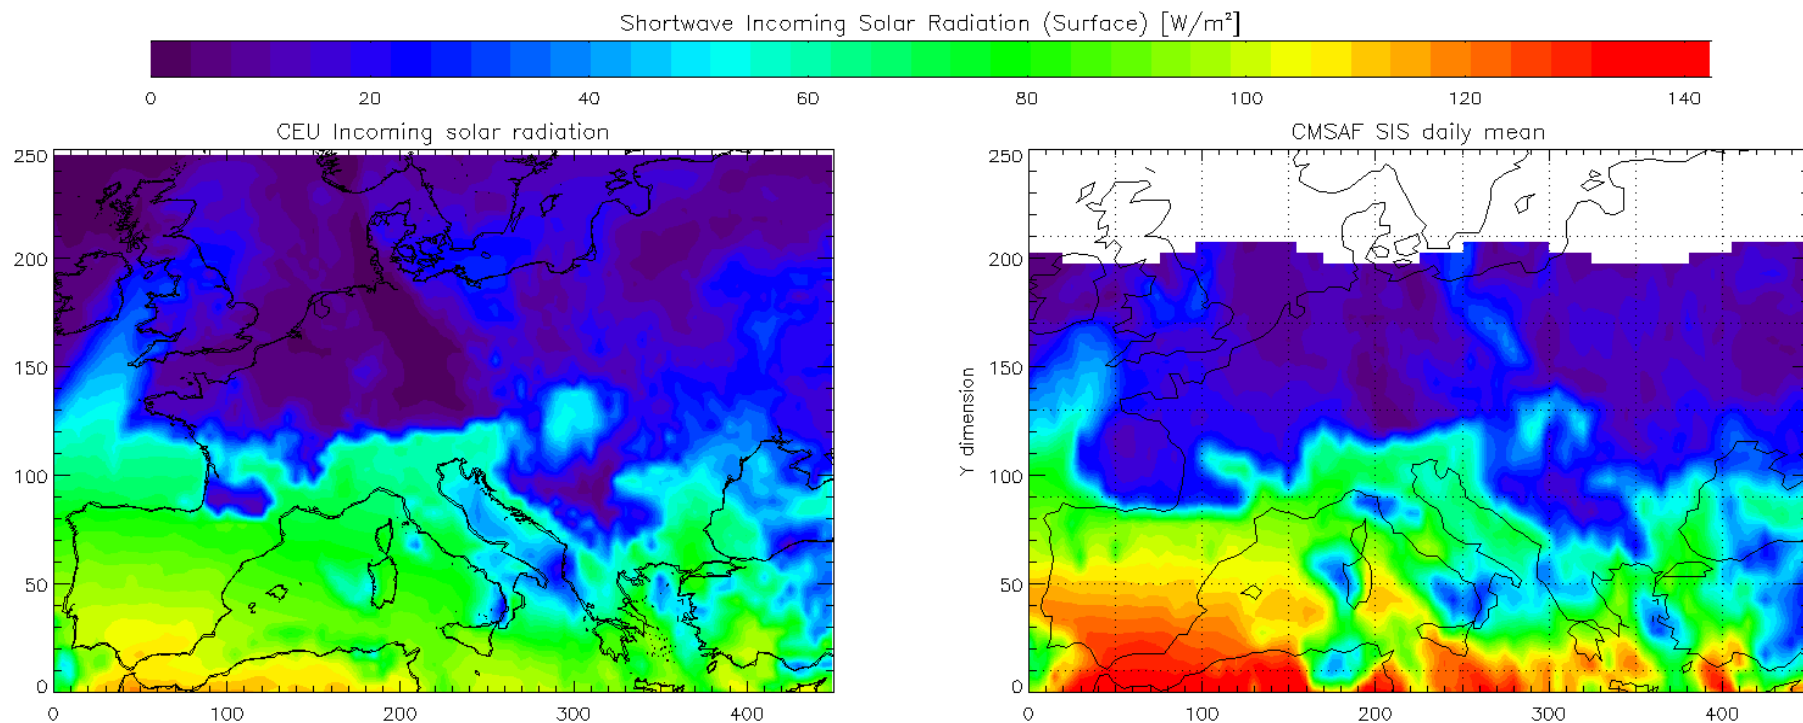 Shortwave Incoming Solar Radiation (Surface) [W/m²]
0 20 40 60 80 100 120 140
CEU Incoming solar radiation
CMSAF SIS daily mean
250
200
150
100
50
0
0 100 200 300 400
Y dimension
250
200
150
100
50
0
0 100 200 300 400